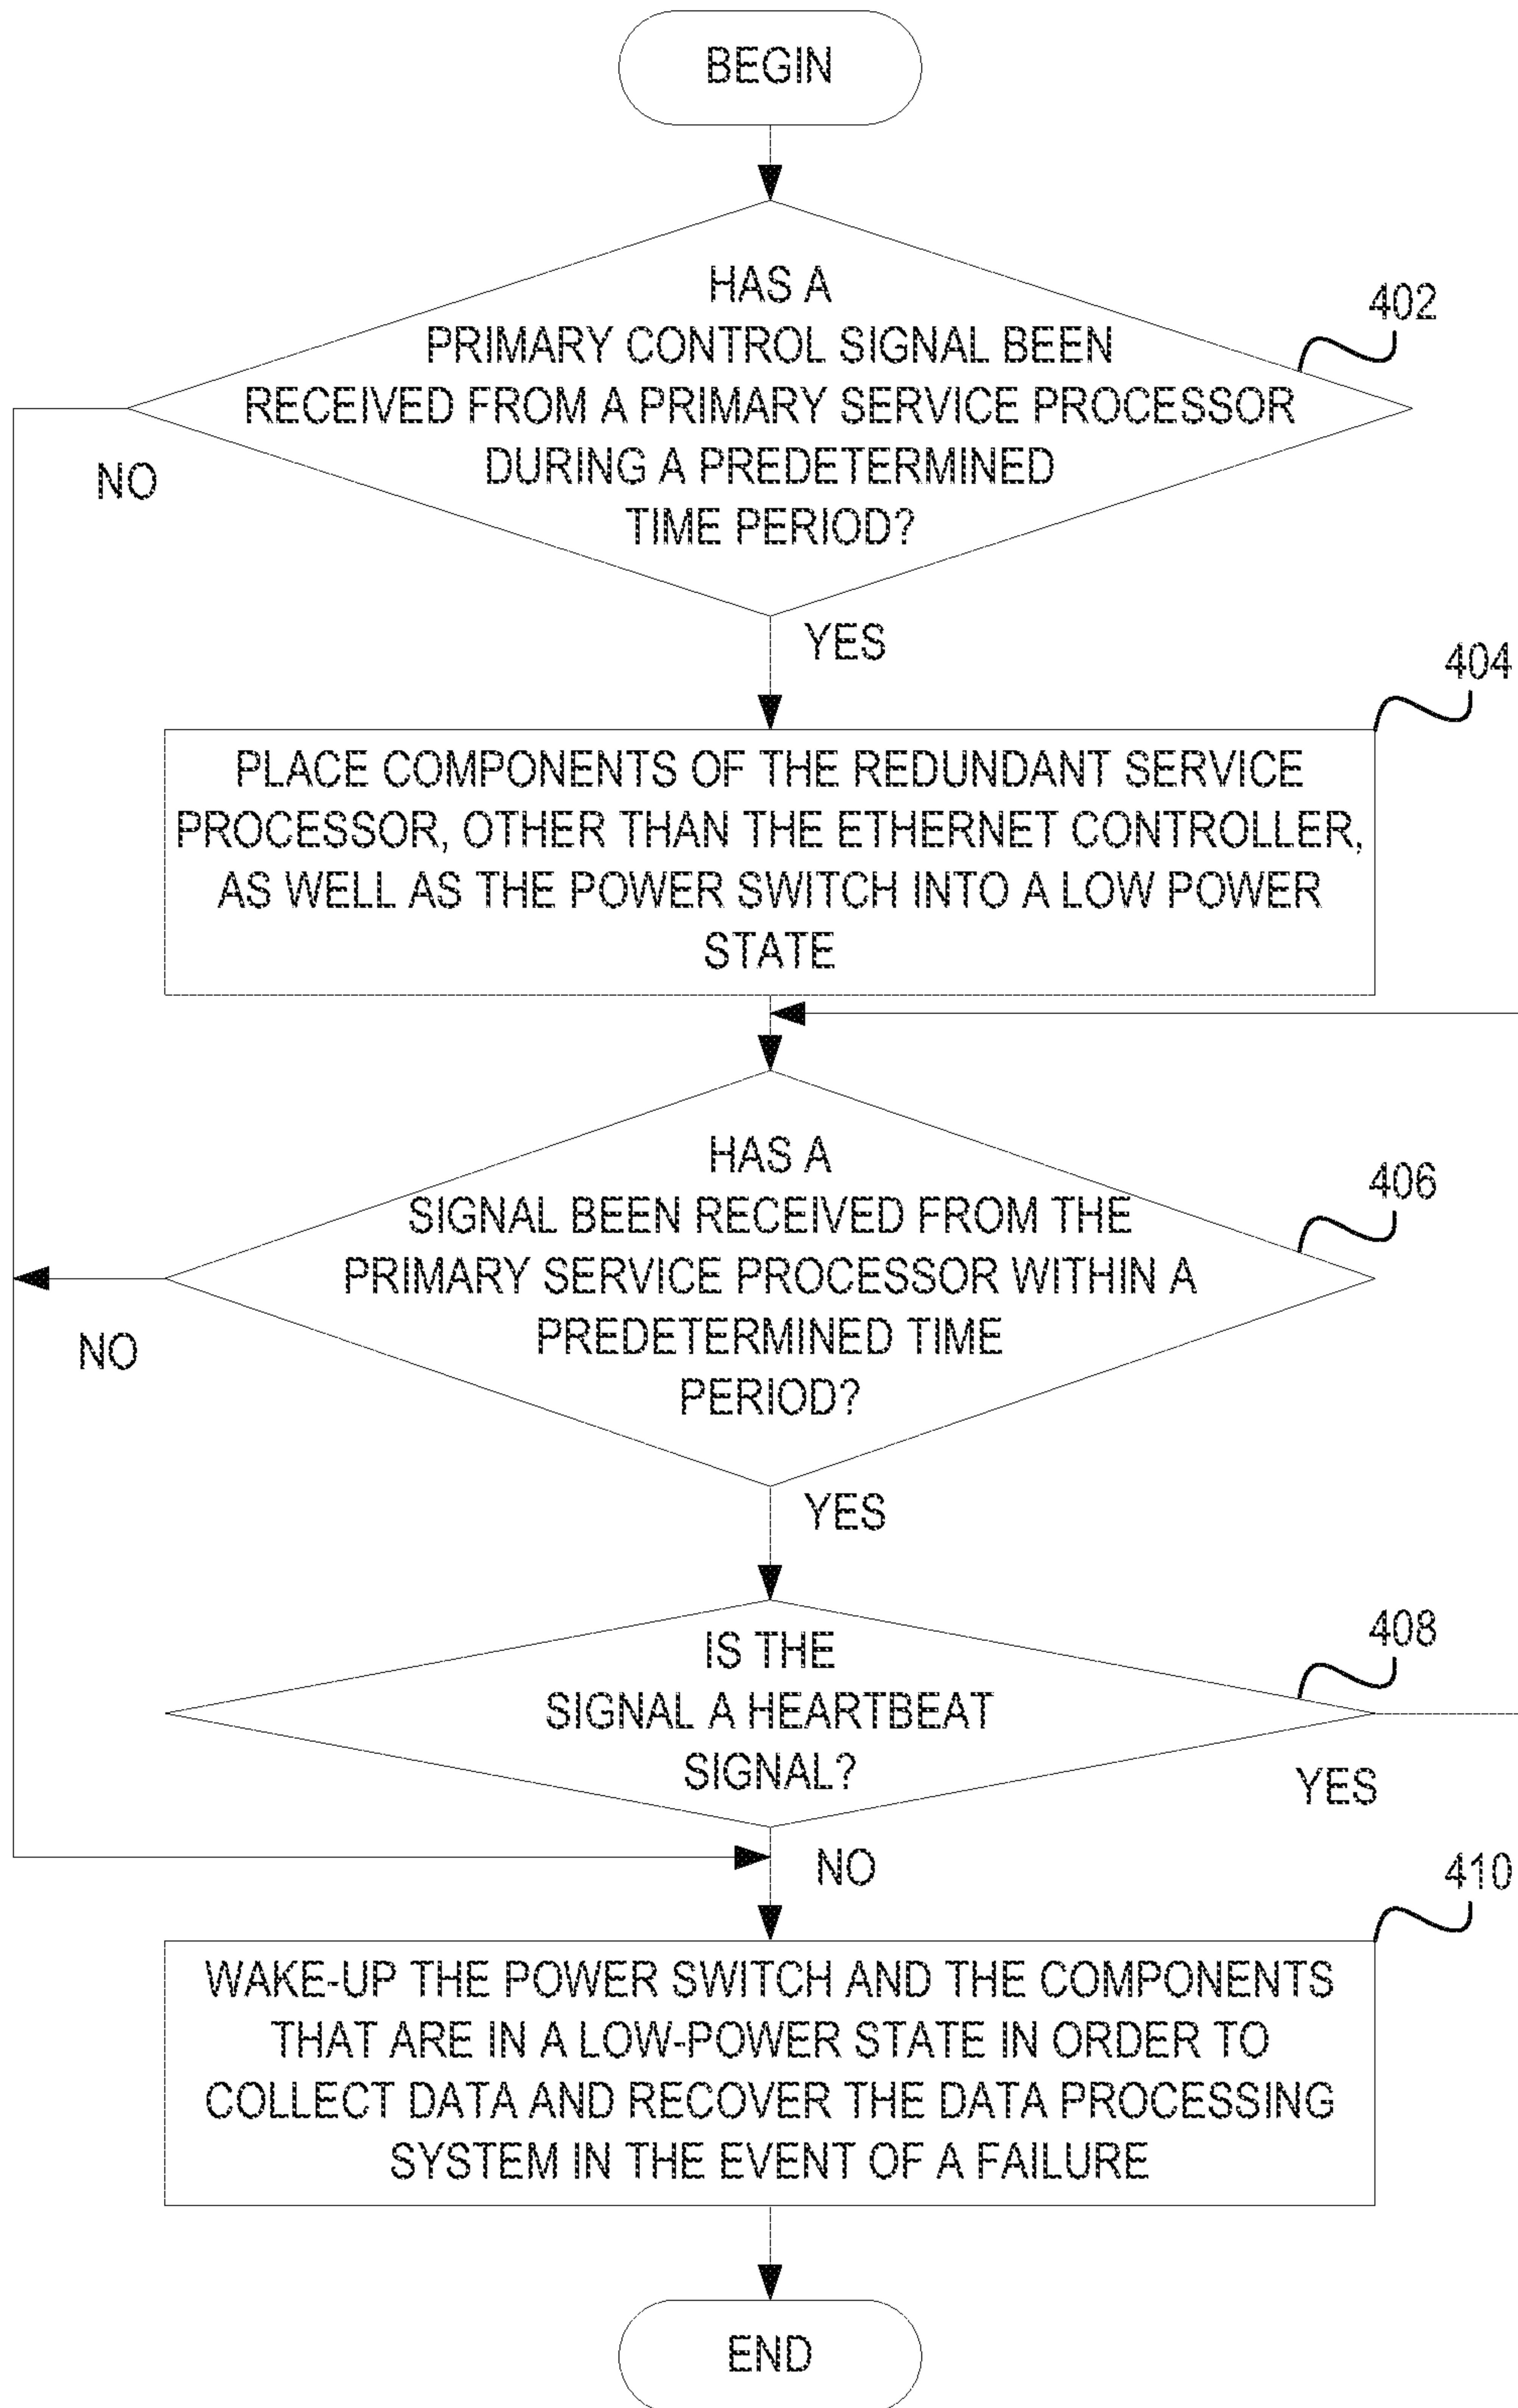 BEGIN
HAS A
PRIMARY CONTROL SIGNAL BEEN
RECEIVED FROM A PRIMARY SERVICE PROCESSOR
DURING A PREDETERMINED
TIME PERIOD?
402
NO
YES
404
PLACE COMPONENTS OF THE REDUNDANT SERVICE
PROCESSOR, OTHER THAN THE ETHERNET CONTROLLER,
AS WELL AS THE POWER SWITCH INTO A LOW POWER
STATE
HAS A
SIGNAL BEEN RECEIVED FROM THE
PRIMARY SERVICE PROCESSOR WITHIN A
PREDETERMINED TIME
PERIOD?
406
NO
YES
408
IS THE
SIGNAL A HEARTBEAT
SIGNAL?
YES
NO
410
WAKE-UP THE POWER SWITCH AND THE COMPONENTS
THAT ARE IN A LOW-POWER STATE IN ORDER TO
COLLECT DATA AND RECOVER THE DATA PROCESSING
SYSTEM IN THE EVENT OF A FAILURE
END